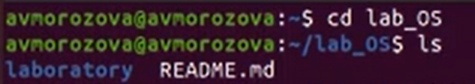 avmorozova@avmorozova:~$ cd lab_OS
avmorozova@avmorozova:~/lab_OS$ ls
laboratory  README.md